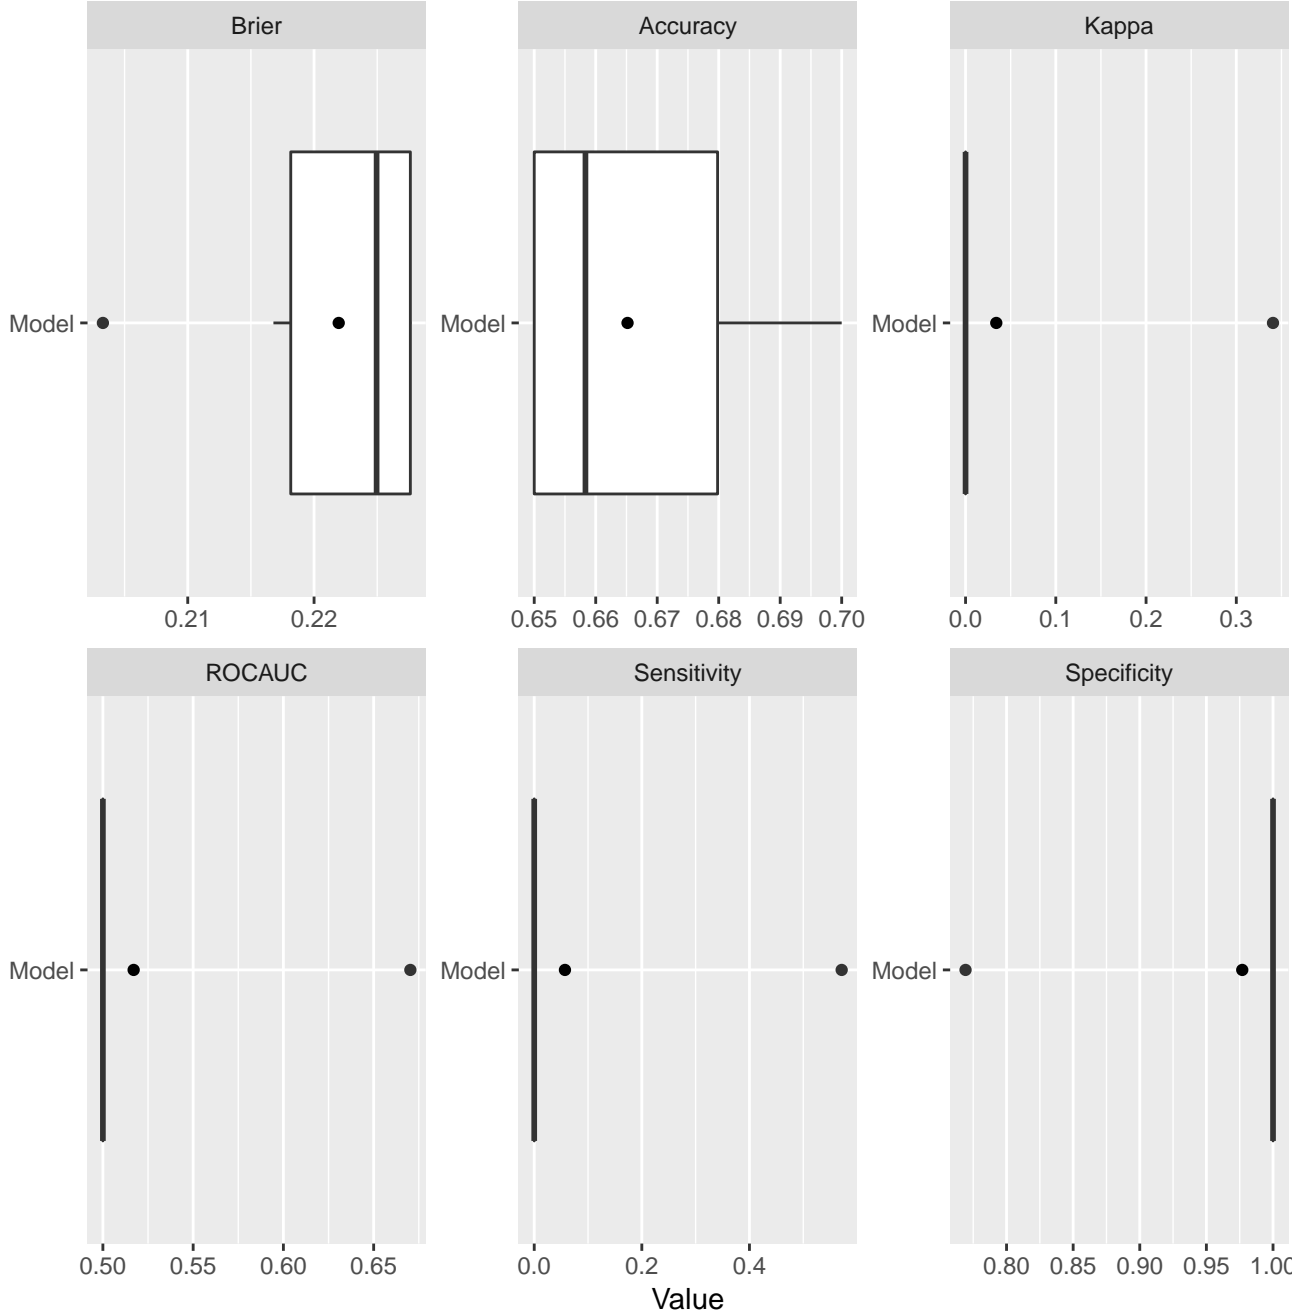 Brier Accuracy Kappa
Model Model Model
0.21 0.22 0.65 0.66 0.67 0.68 0.69 0.70 0.0 0.1 0.2 0.3
ROCAUC Sensitivity Specificity
Model Model Model
0.50 0.55 0.60 0.65 0.0 0.2 0.4 0.80 0.85 0.90 0.95 1.00
Value